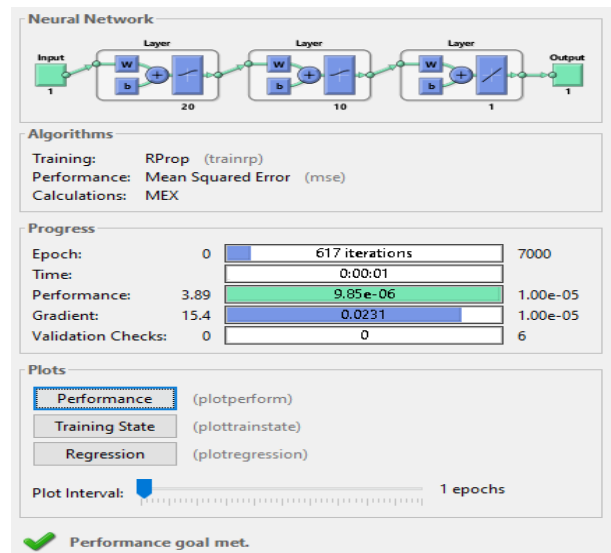 Neural Network
Layer Layer Layer
Input Output
W W W
+ + +
b b b
1 20 10 1 1
Algorithms
Training: RProp (trainrp)
Performance: Mean Squared Error (mse)
Calculations: MEX
Progress
Epoch: 0 617 iterations 7000
Time: 0:00:01
Performance: 3.89 9.85e-06 1.00e-05
Gradient: 15.4 0.0231 1.00e-05
Validation Checks: 0 0 6
Plots
Performance (plotperform)
Training State (plottrainstate)
Regression (plotregression)
Plot Interval: 1 epochs
Performance goal met.